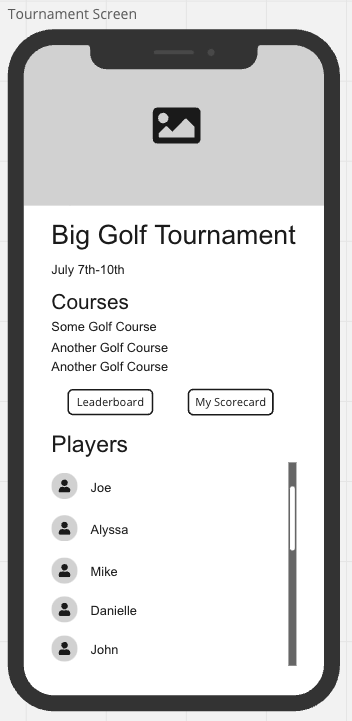 Tournament Screen
Big Golf Tournament
July 7th-10th
Courses
Some Golf Course
Another Golf Course
Another Golf Course
Leaderboard
My Scorecard
Players
Joe
Alyssa
Mike
Danielle
John